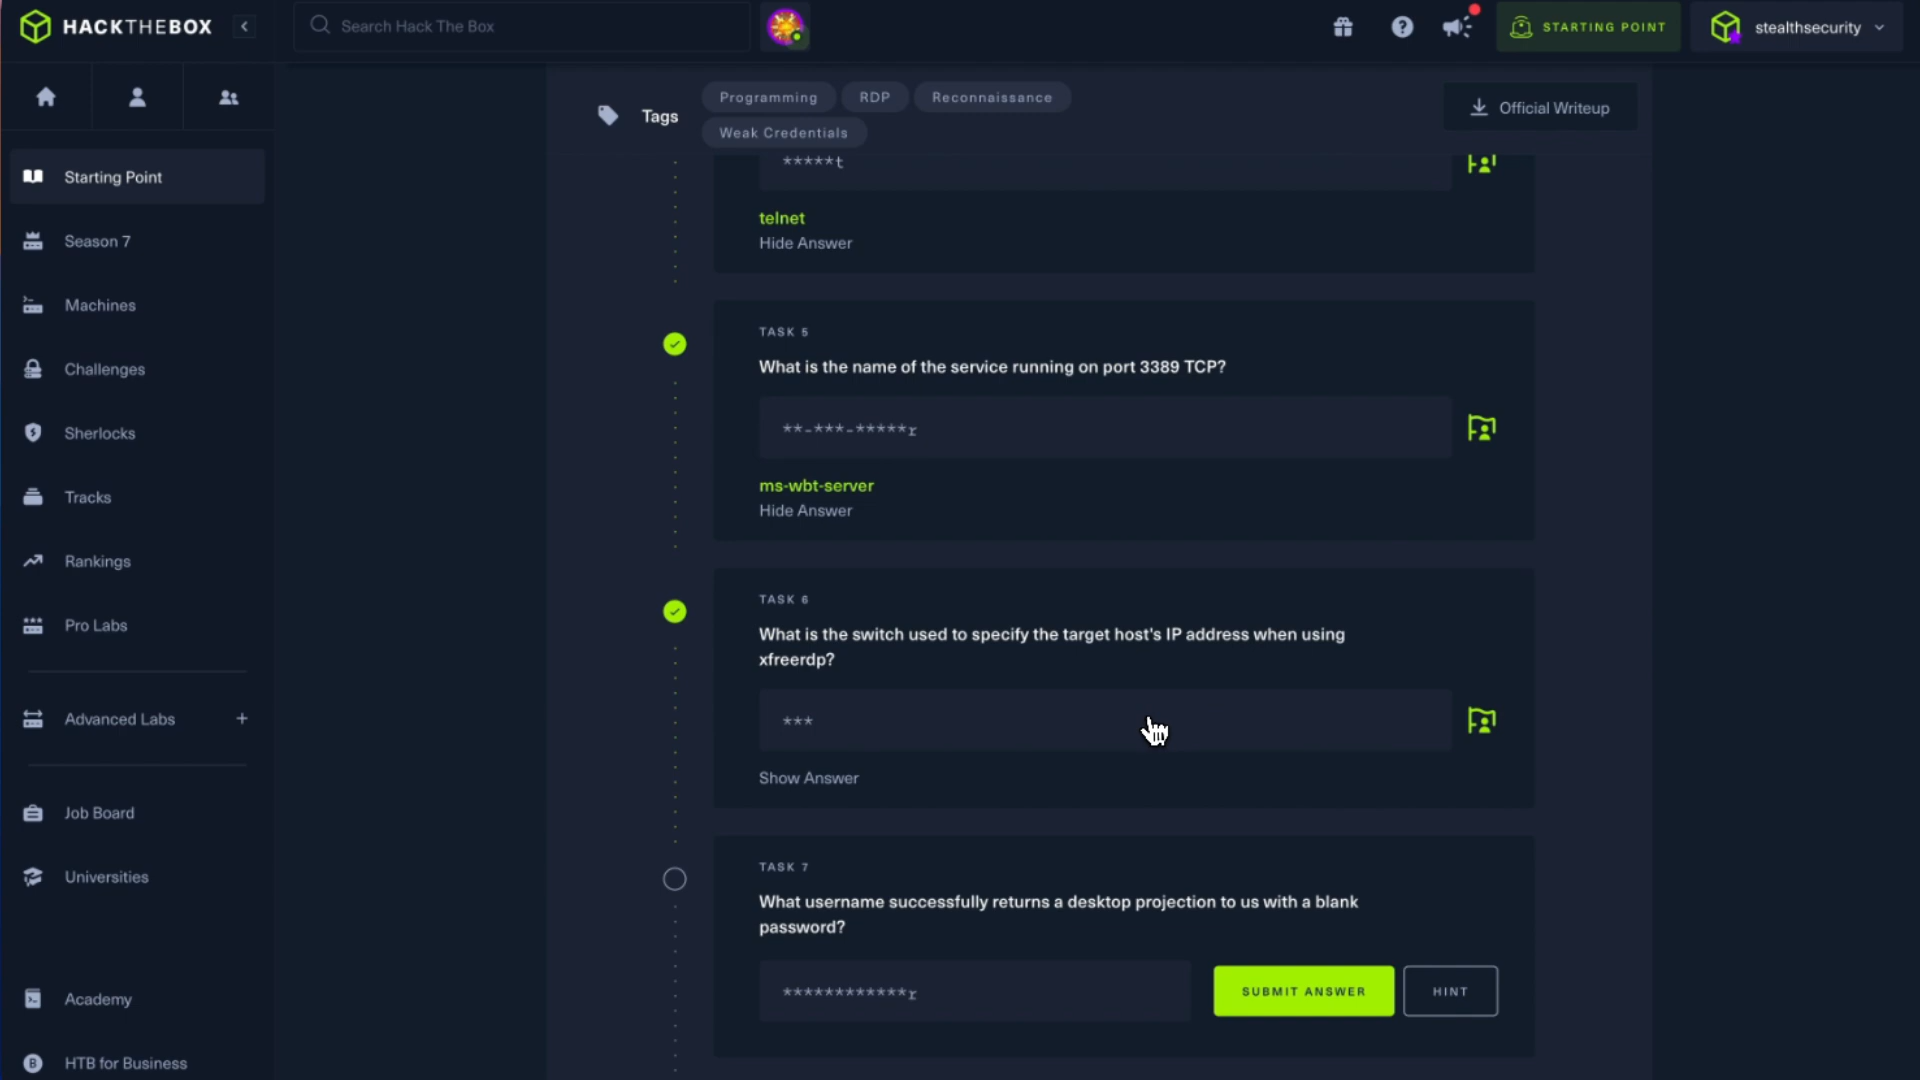 HACKTHEBOX
Search Hack The Box
STARTING POINT
stealthsecurity
Starting Point
Season 7
Machines
Challenges
Sherlocks
Tracks
Rankings
Pro Labs
Advanced Labs +
Job Board
Universities
Academy
B HTB for Business
Tags
Programming
RDP
Reconnaissance
Weak Credentials
Official Writeup
*****t
telnet
Hide Answer
TASK 5
What is the name of the service running on port 3389 TCP?
**-***-*****r
ms-wbt-server
Hide Answer
TASK 6
What is the switch used to specify the target host's IP address when using
xfreerdp?
***
Show Answer
TASK 7
What username successfully returns a desktop projection to us with a blank
password?
************r
SUBMIT ANSWER
HINT